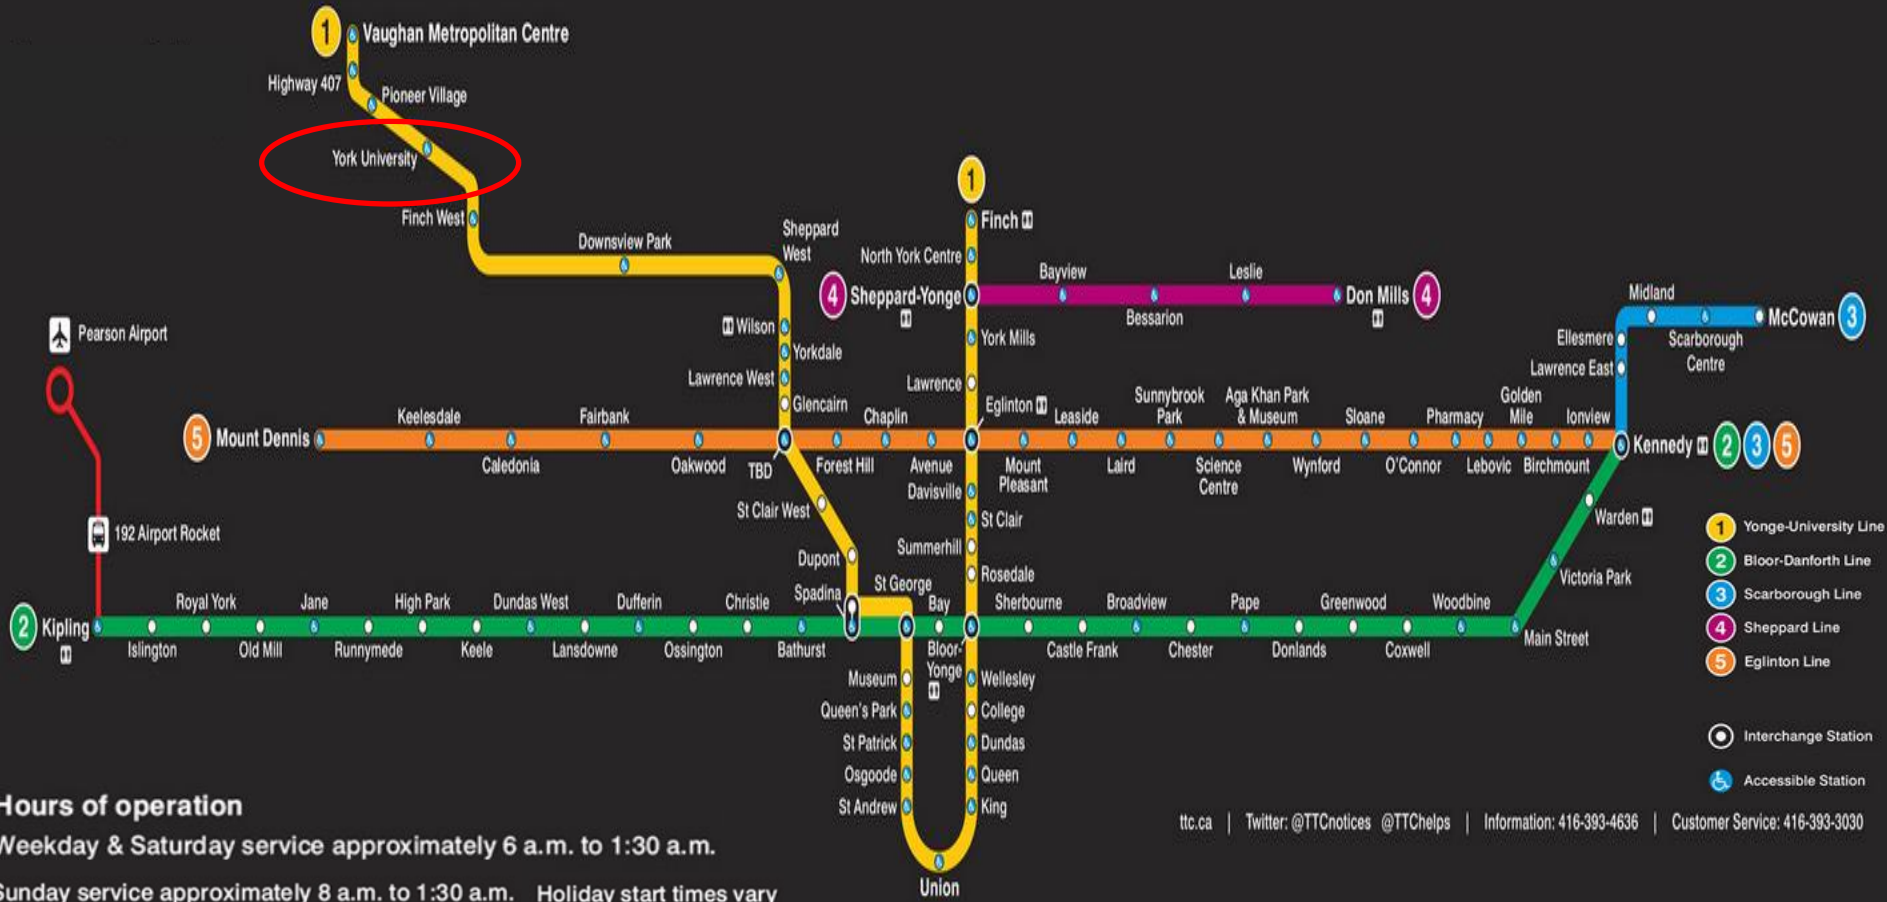 1 Vaughan Metropolitan Centre
Highway 407
Pioneer Village
York University
Finch West
Downsview Park
Sheppard
West
Wilson
Yorkdale
Lawrence West
Glencairn
TBD
St Clair West
Dupont
Spadina
St George
Museum
Queen's Park
St Patrick
Osgoode
St Andrew
Union
1
Finch
North York Centre
4 Sheppard-Yonge
Bayview
Bessarion
Leslie
Don Mills 4
York Mills
Lawrence
Eglinton
Davisville
St Clair
Summerhill
Rosedale
Bloor-
Yonge
Wellesley
College
Dundas
Queen
King
Pearson Airport
192 Airport Rocket
5 Mount Dennis
Keelesdale
Caledonia
Fairbank
Oakwood
Forest Hill
Chaplin
Avenue
Mount
Pleasant
Leaside
Laird
Sunnybrook
Park
Science
Centre
Aga Khan Park
& Museum
Wynford
Sloane
O'Connor
Pharmacy
Lebovic
Golden
Mile
Birchmount
Ionview
Kennedy 2 3 5
Lawrence East
Ellesmere
Midland
Scarborough
Centre
McCowan 3
2 Kipling
Islington
Royal York
Old Mill
Jane
Runnymede
High Park
Keele
Dundas West
Lansdowne
Dufferin
Ossington
Christie
Bathurst
Bay
Sherbourne
Castle Frank
Broadview
Chester
Pape
Donlands
Greenwood
Coxwell
Woodbine
Main Street
Victoria Park
Warden
1 Yonge-University Line
2 Bloor-Danforth Line
3 Scarborough Line
4 Sheppard Line
5 Eglinton Line
Interchange Station
Accessible Station
ttc.ca | Twitter: @TTCnotices @TTChelps | Information: 416-393-4636 | Customer Service: 416-393-3030
Hours of operation
Weekday & Saturday service approximately 6 a.m. to 1:30 a.m.
Sunday service approximately 8 a.m. to 1:30 a.m. Holiday start times vary